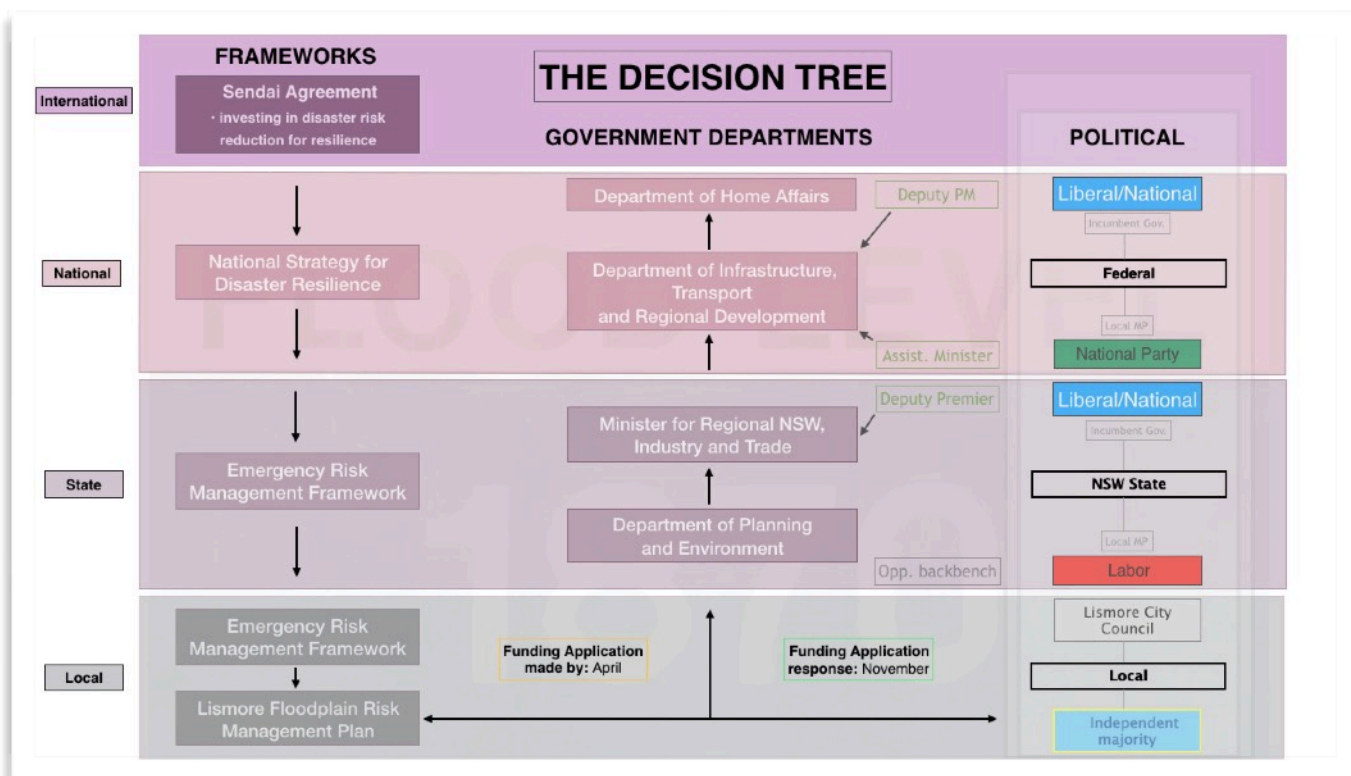 FRAMEWORKS
THE DECISION TREE
Sendai Agreement
· investing in disaster risk
reduction for resilience
International
GOVERNMENT DEPARTMENTS
POLITICAL
Department of Home Affairs
Deputy PM
Liberal/National
Incumbent Gov.
National
National Strategy for
Disaster Resilience
Department of Infrastructure,
Transport
and Regional Development
Federal
Local MP
Assist. Minister
National Party
FLOOD LEVEL
Deputy Premier
Liberal/National
Minister for Regional NSW,
Industry and Trade
Incumbent Gov.
State
Emergency Risk
Management Framework
NSW State
Department of Planning
and Environment
Local MP
Opp. backbench
Labor
1870
Emergency Risk
Management Framework
Lismore City
Council
Funding Application
made by: April
Funding Application
response: November
Local
Local
Lismore Floodplain Risk
Management Plan
Independent
majority